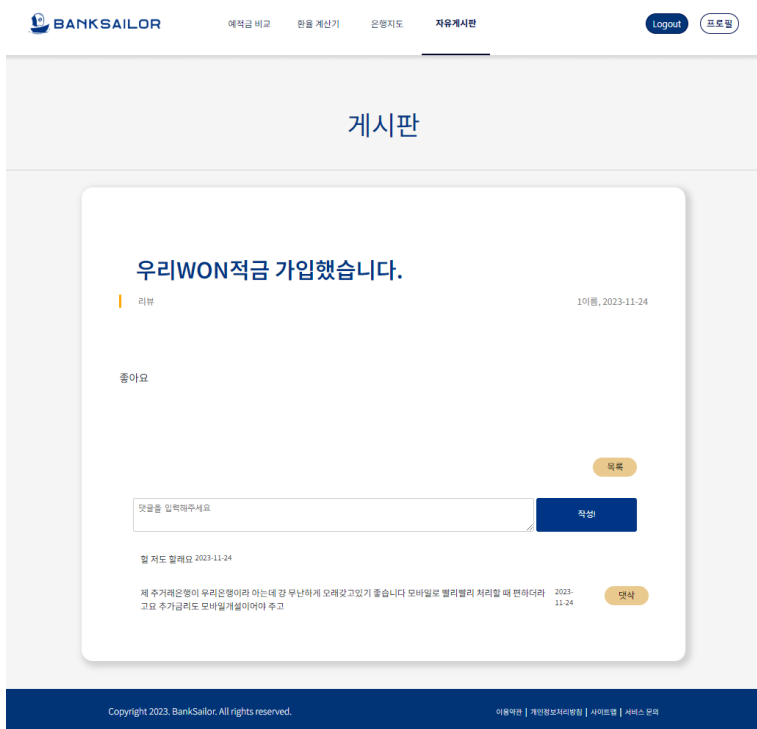 BANKSAILOR 예적금 비교 환율 계산기 은행지도 자유게시판 Logout 프로필
게시판
우리WON적금 가입했습니다.
리뷰 1이름, 2023-11-24
좋아요
목록
댓글을 입력해주세요
작성!
헐 저도 할래요 2023-11-24
제 주거래은행이 우리은행이라 아는데 걍 무난하게 오래갖고있기 좋습니다 모바일로 빨리빨리 처리할 때 편하더라
고요 추가금리도 모바일개설이어야 주고
2023-
11-24
댓삭
Copyright 2023. BankSailor. All rights reserved. 이용약관 | 개인정보처리방침 | 사이트맵 | 서비스 문의